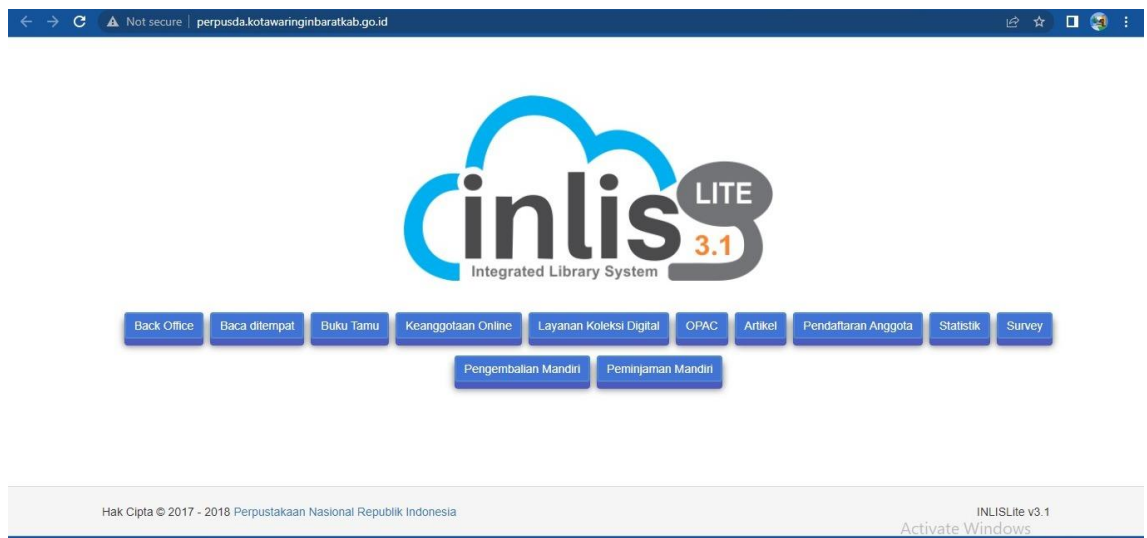 Not secure | perpusda.kotawaringinbaratkab.go.id
inlis LITE
3.1
Integrated Library System
Back Office Baca ditempat Buku Tamu Keanggotaan Online Layanan Koleksi Digital OPAC Artikel Pendaftaran Anggota Statistik Survey
Pengembalian Mandiri Peminjaman Mandiri
Hak Cipta © 2017 - 2018 Perpustakaan Nasional Republik Indonesia INLISLite v3.1
Activate Windows